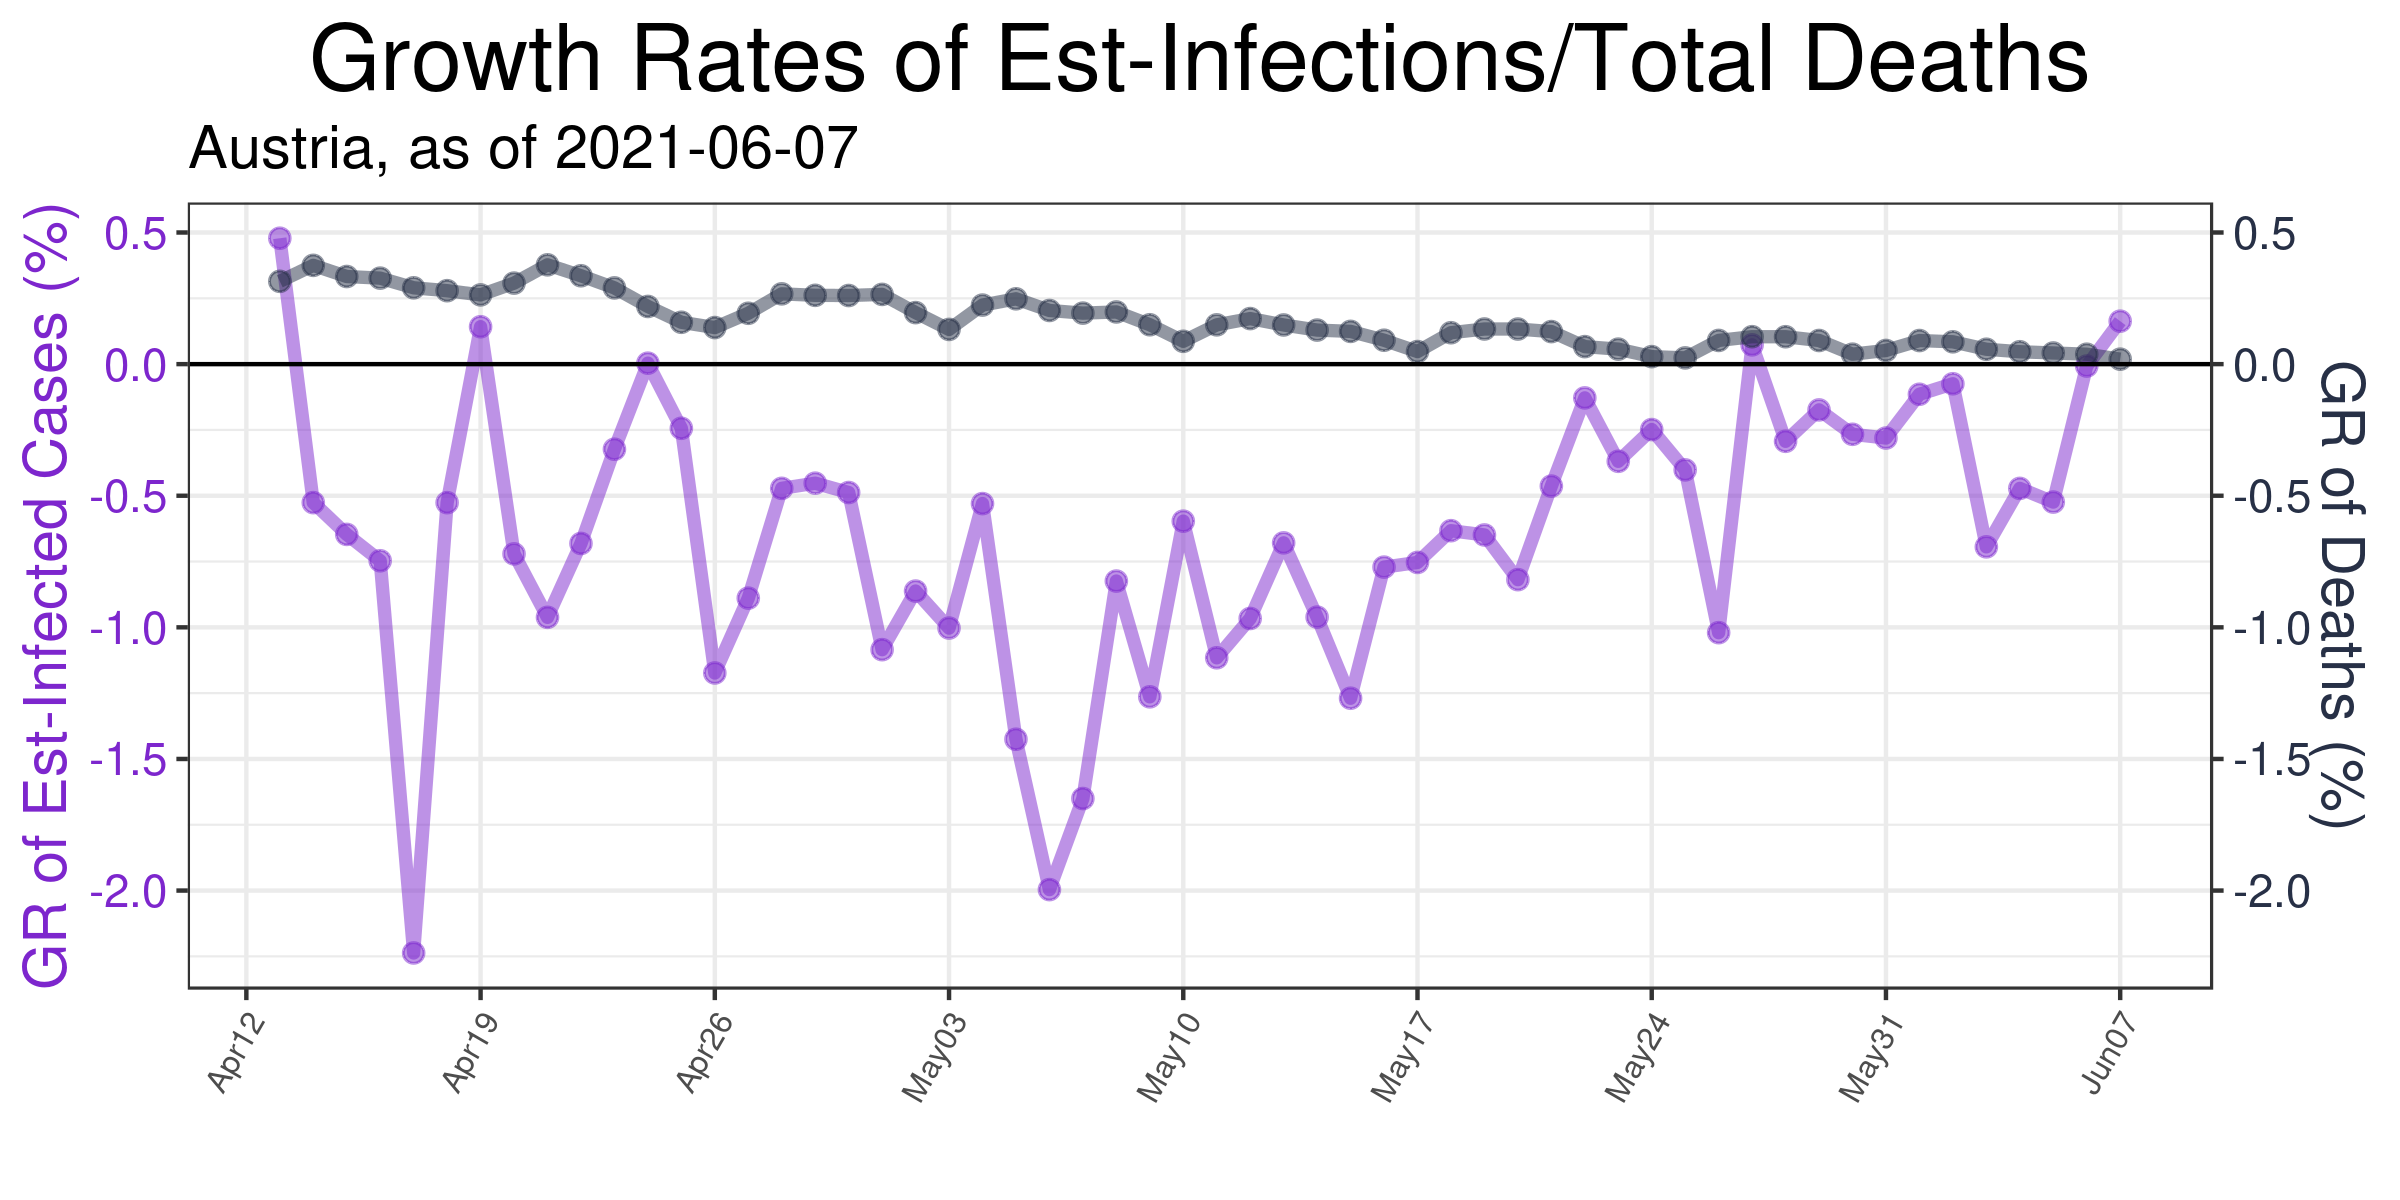 Growth Rates of Est-Infections/Total Deaths
Austria, as of 2021-06-07
GR of Est-Infected Cases (%)
0.5
0.0
-0.5
-1.0
-1.5
-2.0
0.5
0.0
-0.5
-1.0
-1.5
-2.0
GR of Deaths (%)
Apr12
Apr19
Apr26
May03
May10
May17
May24
May31
Jun07